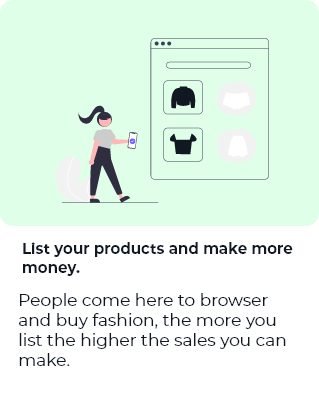 List your products and make more
money.
People come here to browser
and buy fashion, the more you
list the higher the sales you can
make.